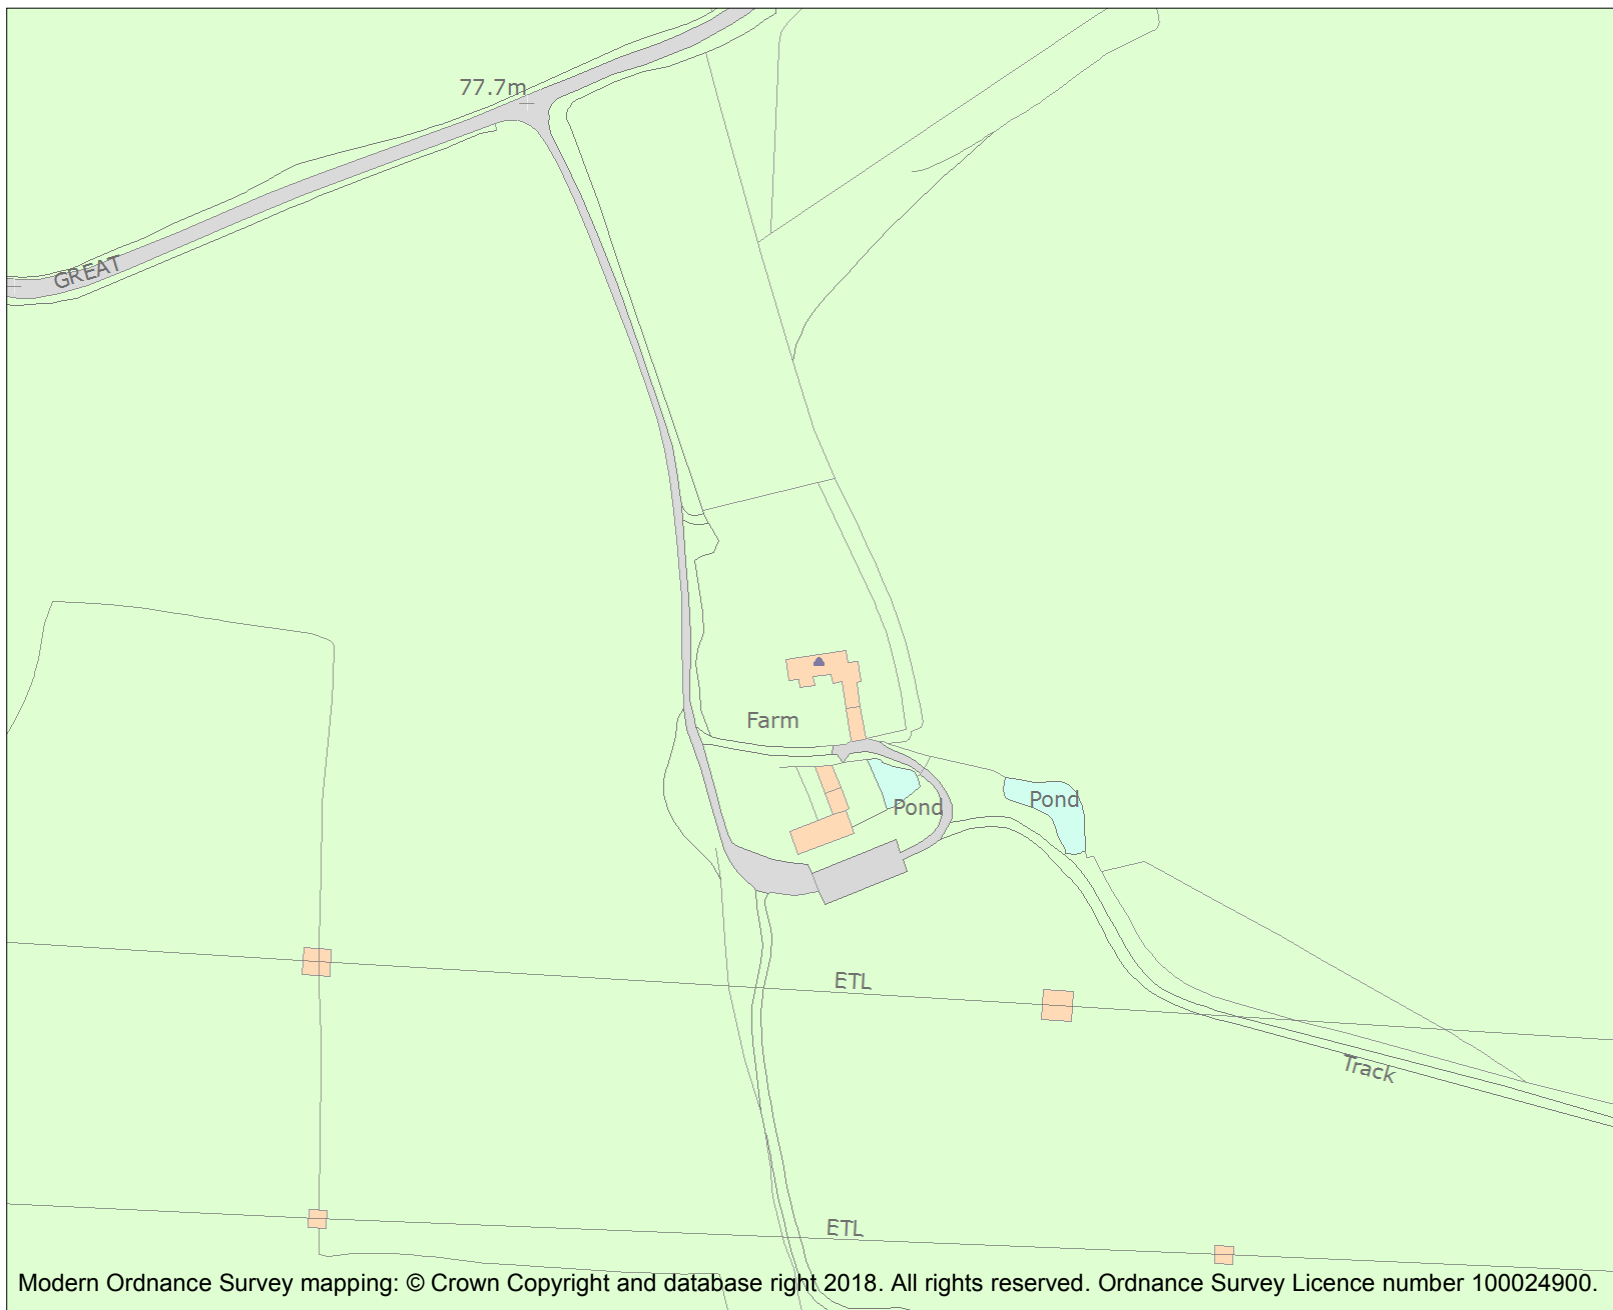 77.7m
GREAT
Farm
Pond
Pond
ETL
Track
ETL
Modern Ordnance Survey mapping: © Crown Copyright and database right 2018. All rights reserved. Ordnance Survey Licence number 100024900.